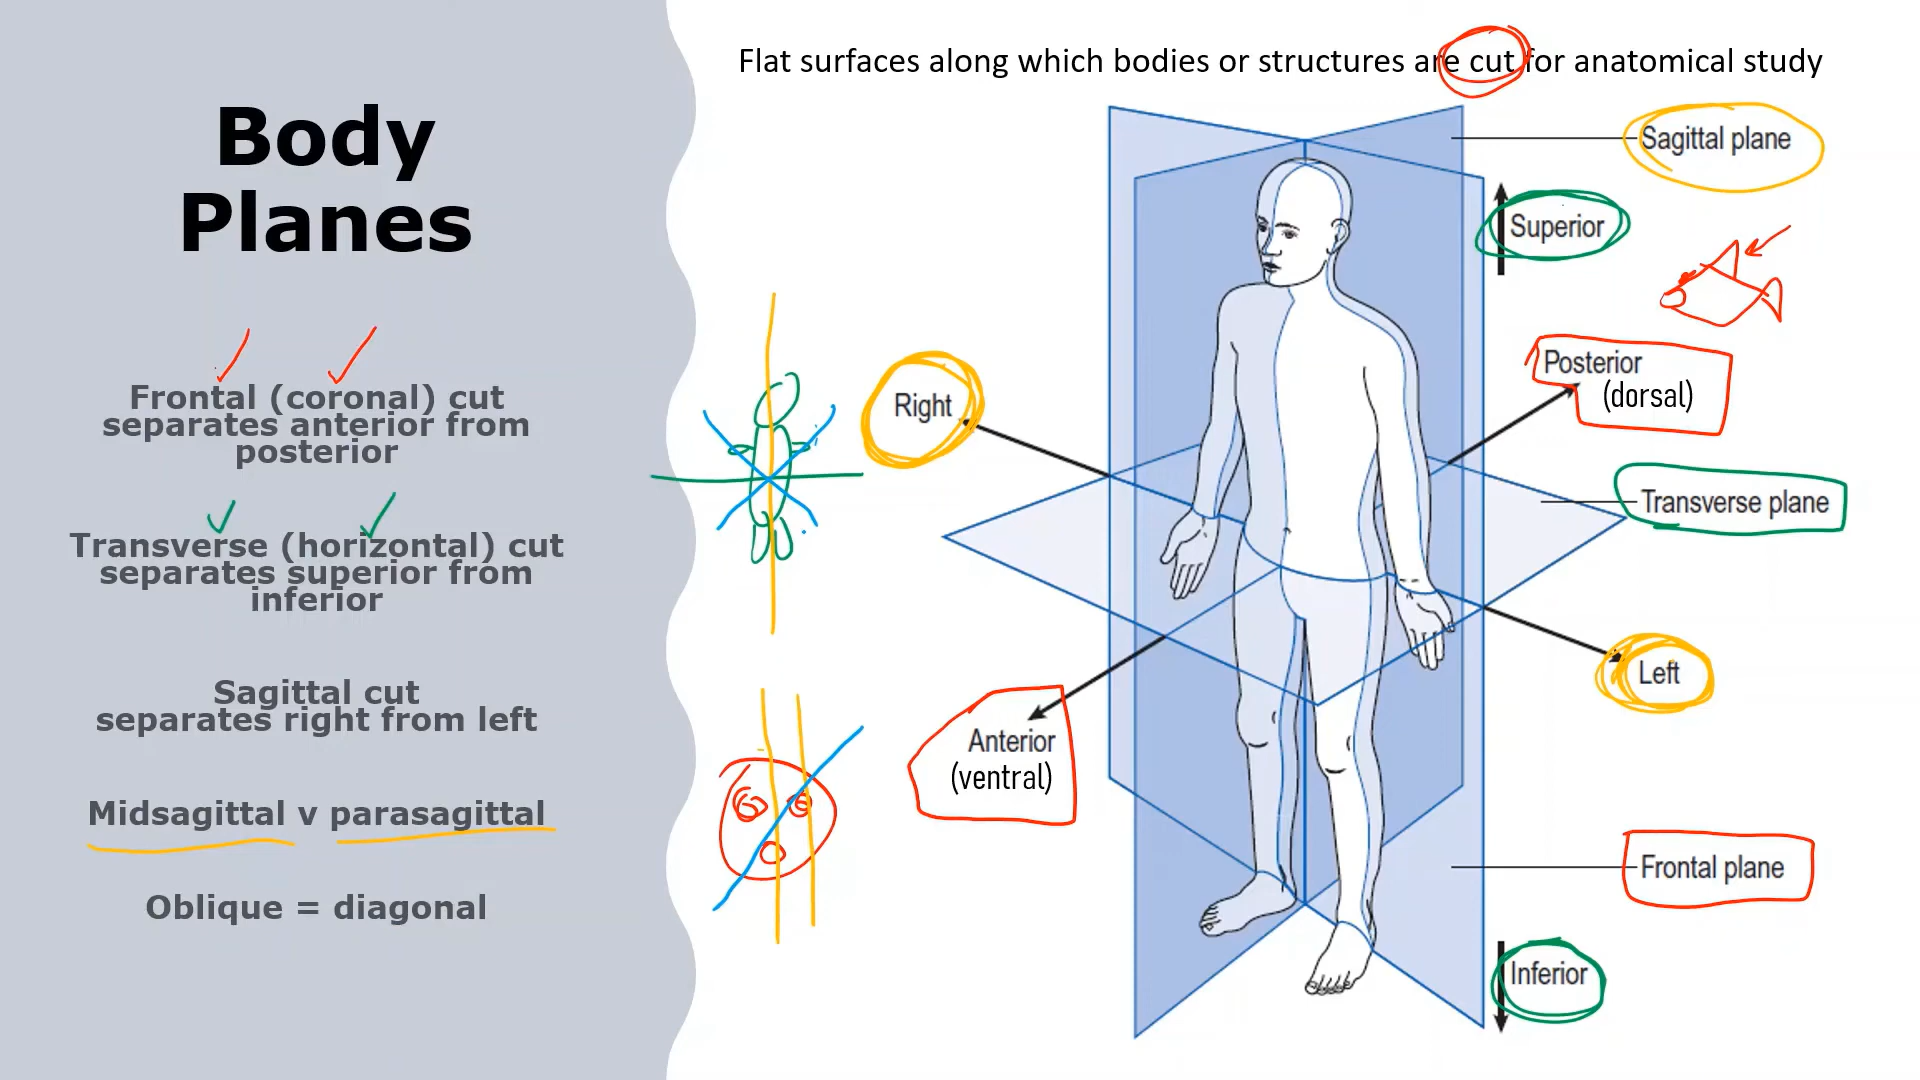 Body
Planes
Frontal (coronal) cut
separates anterior from
posterior
Transverse (horizontal) cut
separates superior from
inferior
Sagittal cut
separates right from left
Midsagittal v parasagittal
Oblique = diagonal
Flat surfaces along which bodies or structures are cut for anatomical study
Sagittal plane
Superior
Posterior
(dorsal)
Right
Transverse plane
Left
Anterior
(ventral)
Frontal plane
Inferior